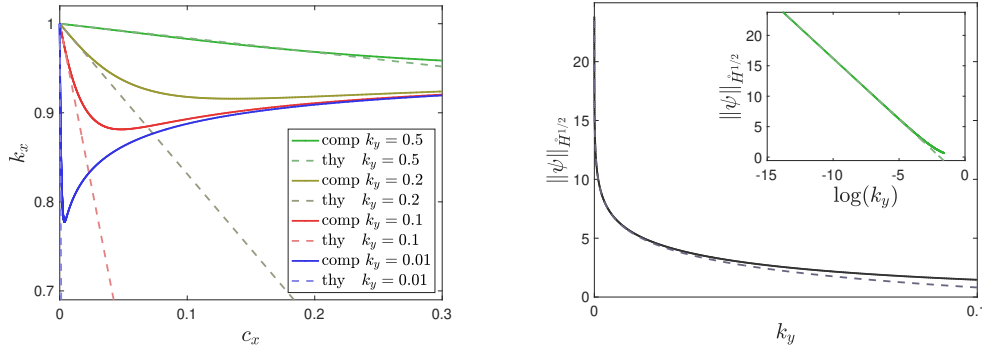 1
0.9
0.8
0.7
k_x
0
0.1
0.2
0.3
c_x
comp k_y = 0.5
thy k_y = 0.5
comp k_y = 0.2
thy k_y = 0.2
comp k_y = 0.1
thy k_y = 0.1
comp k_y = 0.01
thy k_y = 0.01
20
15
10
5
0
||ψ||_{H̊^{1/2}}
0
0.1
k_y
20
15
10
5
0
||ψ||_{H̊^{1/2}}
-15
-10
-5
0
log(k_y)